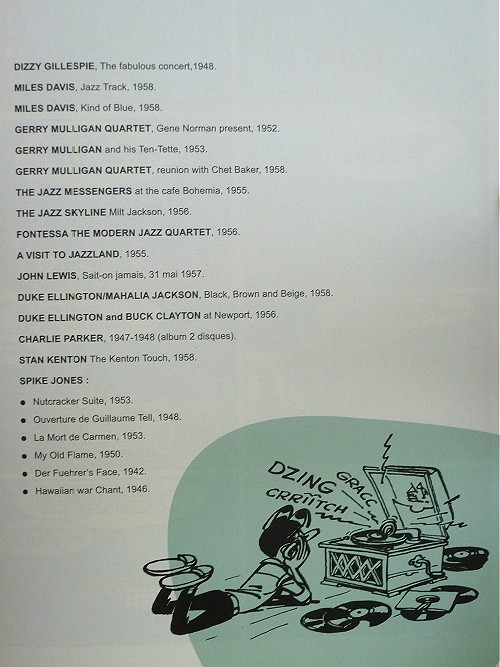 DIZZY GILLESPIE, The fabulous concert,1948.
MILES DAVIS, Jazz Track, 1958.
MILES DAVIS, Kind of Blue, 1958.
GERRY MULLIGAN QUARTET, Gene Norman present, 1952.
GERRY MULLIGAN and his Ten-Tette, 1953.
GERRY MULLIGAN QUARTET, reunion with Chet Baker, 1958.
THE JAZZ MESSENGERS at the cafe Bohemia, 1955.
THE JAZZ SKYLINE Milt Jackson, 1956.
FONTESSA THE MODERN JAZZ QUARTET, 1956.
A VISIT TO JAZZLAND, 1955.
JOHN LEWIS, Sait-on jamais, 31 mai 1957.
DUKE ELLINGTON/MAHALIA JACKSON, Black, Brown and Beige, 1958.
DUKE ELLINGTON and BUCK CLAYTON at Newport, 1956.
CHARLIE PARKER, 1947-1948 (album 2 disques).
STAN KENTON The Kenton Touch, 1958.
SPIKE JONES :
● Nutcracker Suite, 1953.
● Ouverture de Guillaume Tell, 1948.
● La Mort de Carmen, 1953.
● My Old Flame, 1950.
● Der Fuehrer's Face, 1942.
● Hawaiian war Chant, 1946.
DZING
GRACC
CRRIITCH